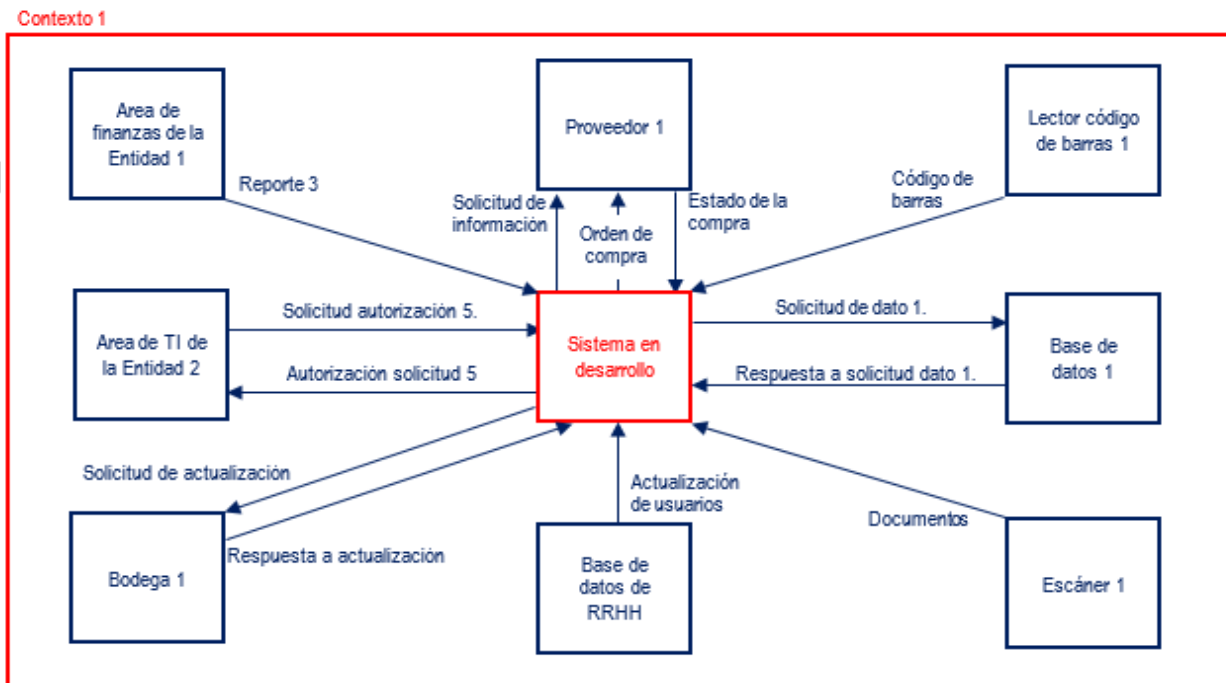 Contexto 1
Area de
finanzas de la
Entidad 1
Proveedor 1
Lector código
de barras 1
Reporte 3
Solicitud de
información
Orden de
compra
Estado de la
compra
Código de
barras
Area de TI de
la Entidad 2
Solicitud autorización 5.
Autorización solicitud 5
Sistema en
desarrollo
Solicitud de dato 1.
Respuesta a solicitud dato 1.
Base de
datos 1
Solicitud de actualización
Respuesta a actualización
Bodega 1
Actualización
de usuarios
Base de
datos de
RRHH
Documentos
Escáner 1